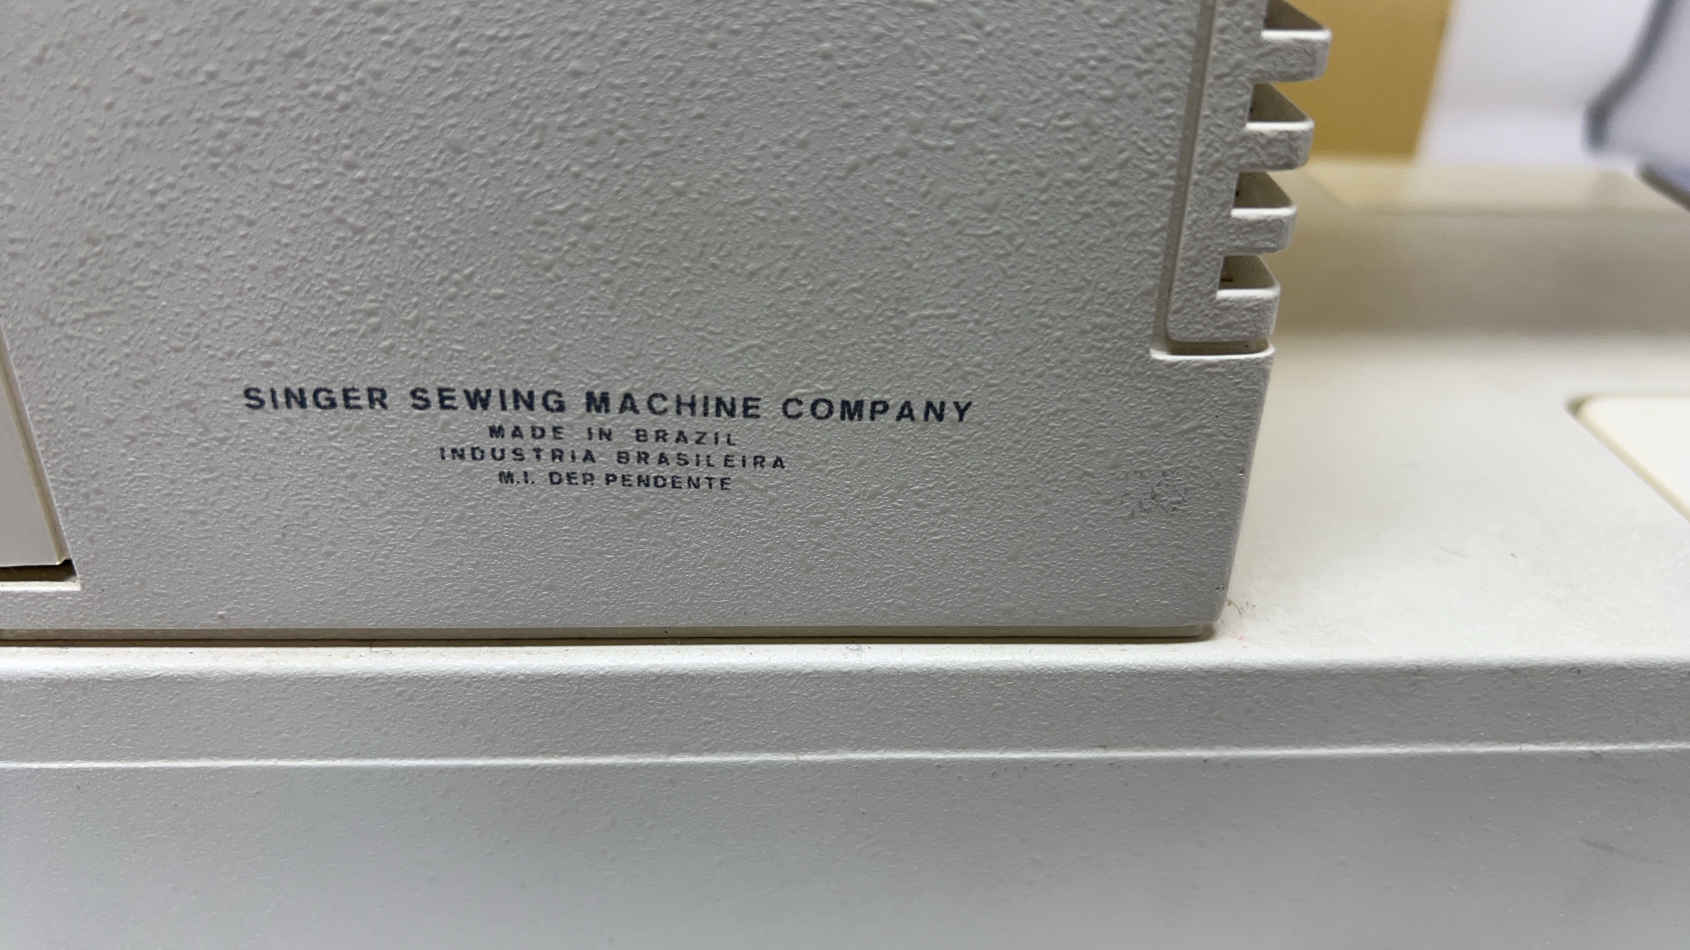 SINGER SEWING MACHINE COMPANY
MADE IN BRAZIL
INDUSTRIA BRASILEIRA
M.I. DEP. PENDENTE